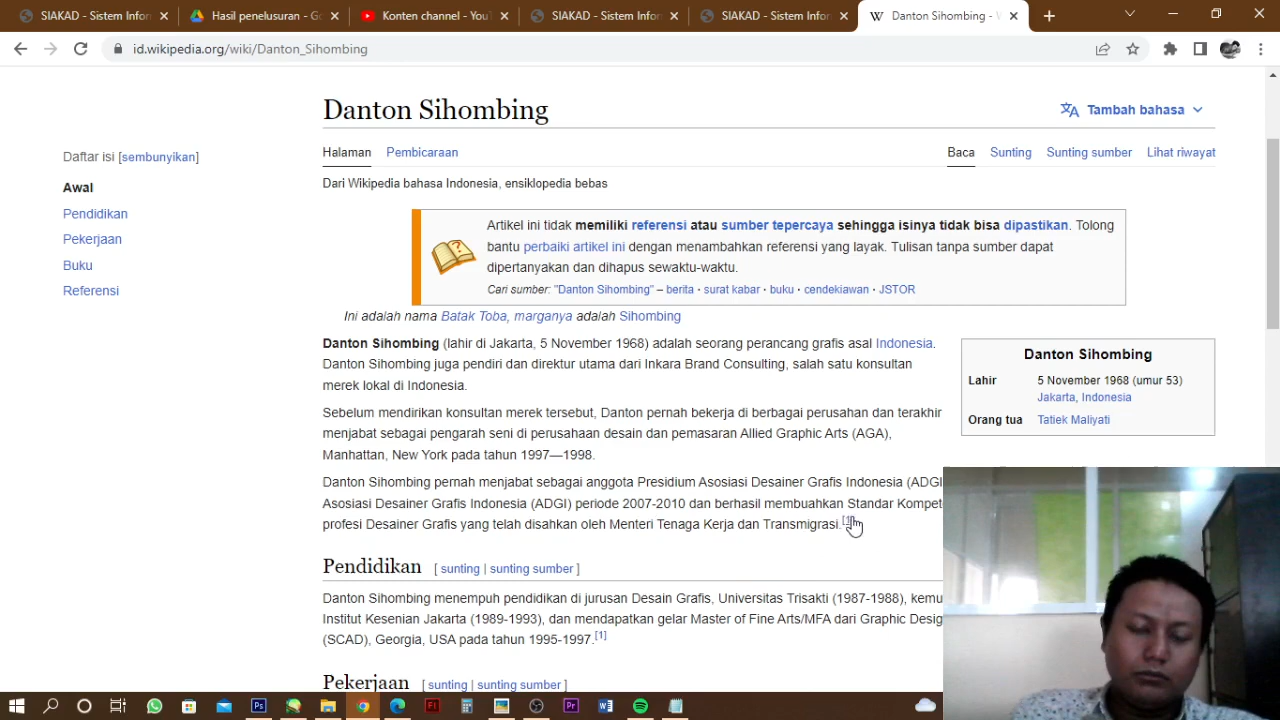 SIAKAD - Sistem Infor
Hasil penelusuran - Go
Konten channel - YouT
SIAKAD - Sistem Infor
SIAKAD - Sistem Infor
Danton Sihombing - W
id.wikipedia.org/wiki/Danton_Sihombing
Danton Sihombing
Tambah bahasa
Daftar isi [sembunyikan]
Awal
Pendidikan
Pekerjaan
Buku
Referensi
Halaman Pembicaraan
Baca Sunting Sunting sumber Lihat riwayat
Dari Wikipedia bahasa Indonesia, ensiklopedia bebas
Artikel ini tidak memiliki referensi atau sumber tepercaya sehingga isinya tidak bisa dipastikan. Tolong
bantu perbaiki artikel ini dengan menambahkan referensi yang layak. Tulisan tanpa sumber dapat
dipertanyakan dan dihapus sewaktu-waktu.
Cari sumber: "Danton Sihombing" – berita · surat kabar · buku · cendekiawan · JSTOR
Ini adalah nama Batak Toba, marganya adalah Sihombing
Danton Sihombing (lahir di Jakarta, 5 November 1968) adalah seorang perancang grafis asal Indonesia.
Danton Sihombing juga pendiri dan direktur utama dari Inkara Brand Consulting, salah satu konsultan
merek lokal di Indonesia.
Sebelum mendirikan konsultan merek tersebut, Danton pernah bekerja di berbagai perusahan dan terakhir
menjabat sebagai pengarah seni di perusahaan desain dan pemasaran Allied Graphic Arts (AGA),
Manhattan, New York pada tahun 1997—1998.
Danton Sihombing pernah menjabat sebagai anggota Presidium Asosiasi Desainer Grafis Indonesia (ADGI
Asosiasi Desainer Grafis Indonesia (ADGI) periode 2007-2010 dan berhasil membuahkan Standar Kompet
profesi Desainer Grafis yang telah disahkan oleh Menteri Tenaga Kerja dan Transmigrasi.[1]
Danton Sihombing
Lahir 5 November 1968 (umur 53)
Jakarta, Indonesia
Orang tua Tatiek Maliyati
Pendidikan [ sunting | sunting sumber ]
Danton Sihombing menempuh pendidikan di jurusan Desain Grafis, Universitas Trisakti (1987-1988), kemu
Institut Kesenian Jakarta (1989-1993), dan mendapatkan gelar Master of Fine Arts/MFA dari Graphic Desig
(SCAD), Georgia, USA pada tahun 1995-1997.[1]
Pekerjaan [ sunting | sunting sumber ]